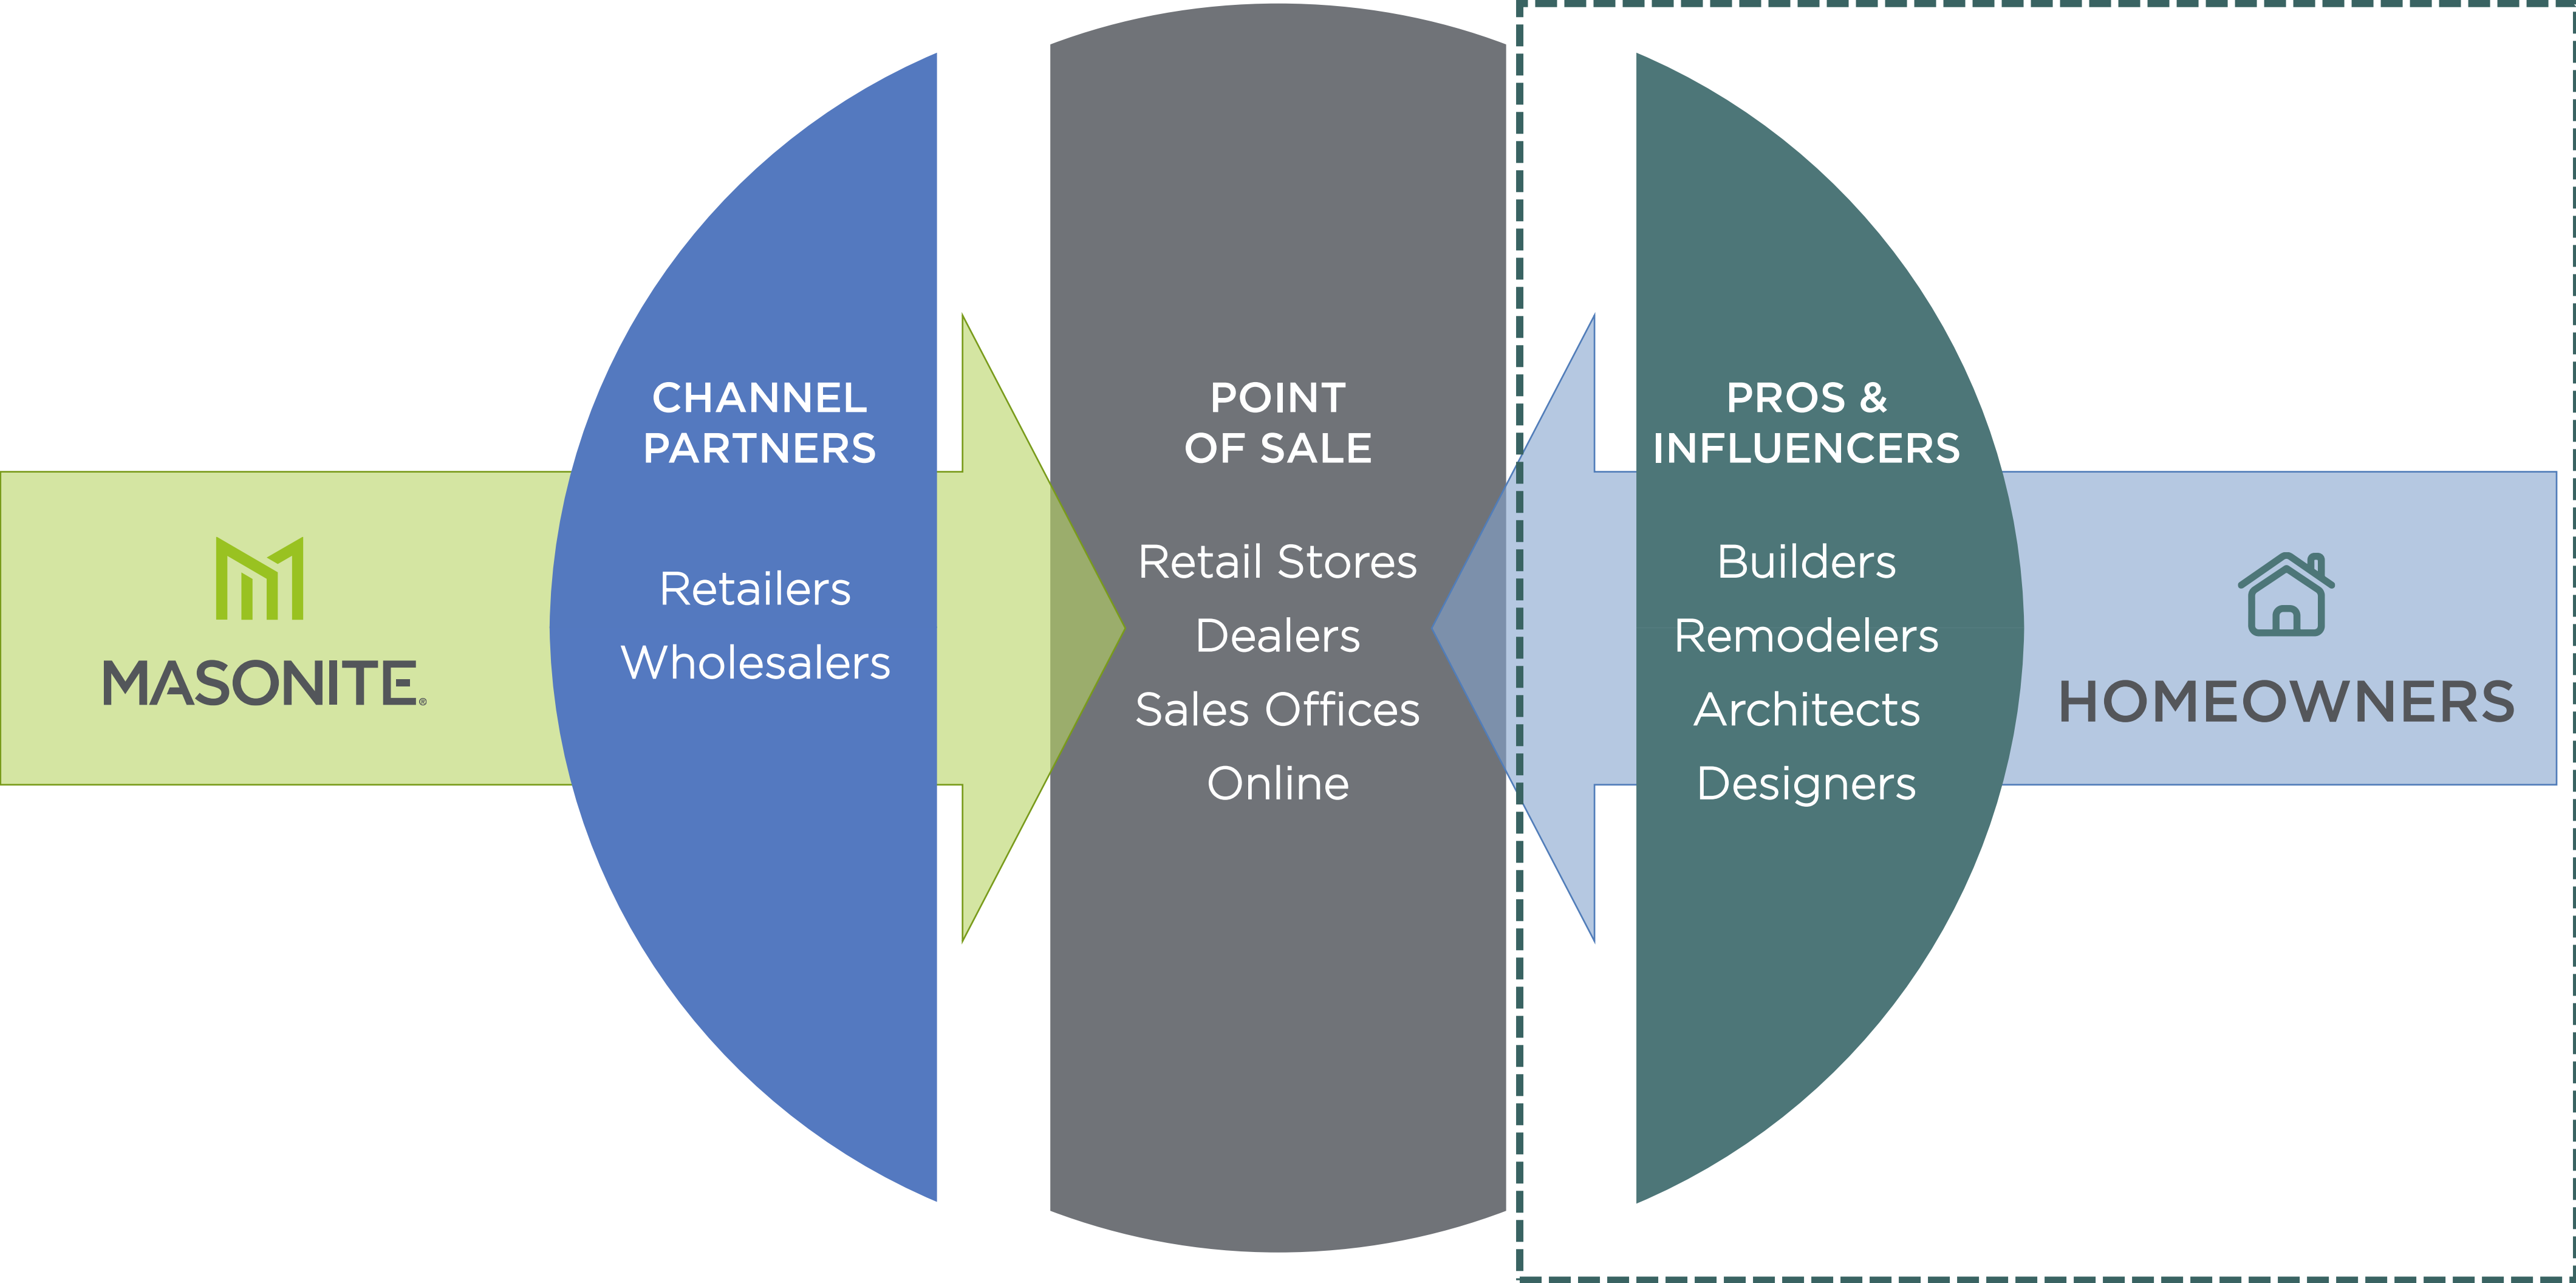 MASONITE®
CHANNEL
PARTNERS
Retailers
Wholesalers
POINT
OF SALE
Retail Stores
Dealers
Sales Offices
Online
PROS &
INFLUENCERS
Builders
Remodelers
Architects
Designers
HOMEOWNERS